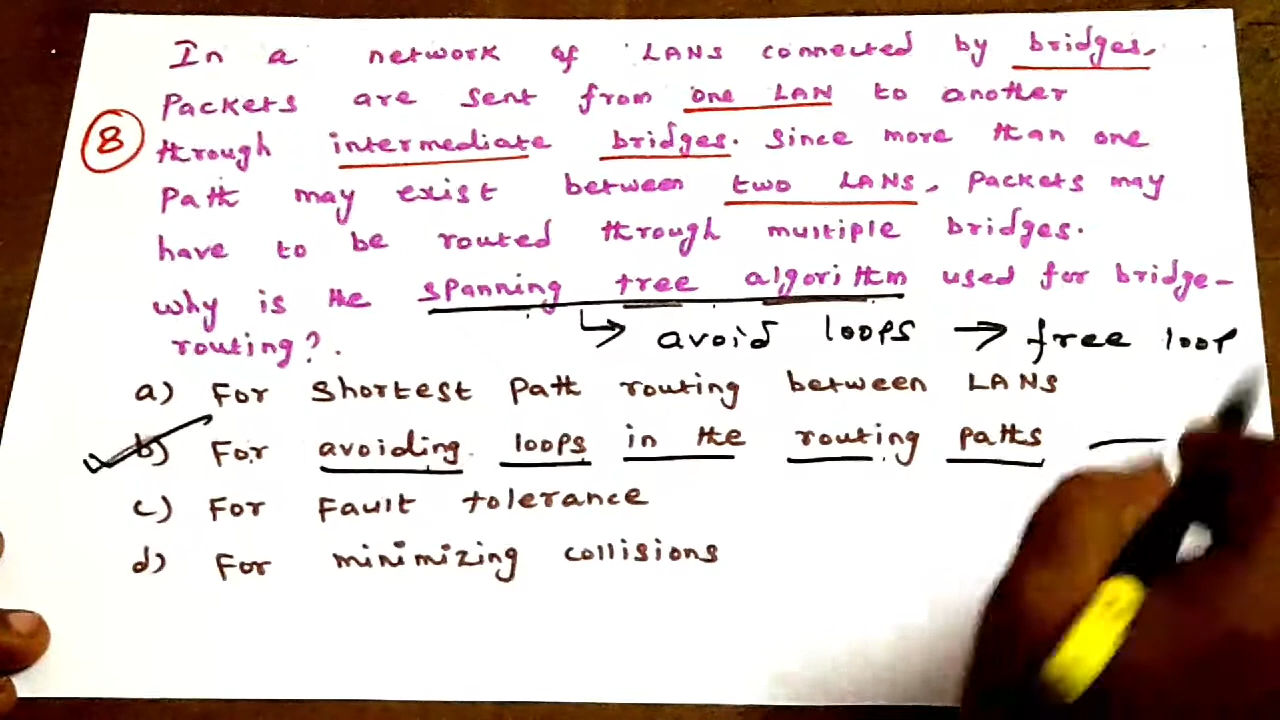 In a network of LANS connected by bridges,
Packets are sent from one LAN to another
8 through intermediate bridges. Since more than one
Path may exist between two LANS, Packets may
have to be routed through multiple bridges.
why is the spanning tree algorithm used for bridge-
routing?.
→ avoid loops → free loop
a) For Shortest Path routing between LANS
b) For avoiding loops in the routing paths
c) For Fault tolerance
d) For minimizing collisions